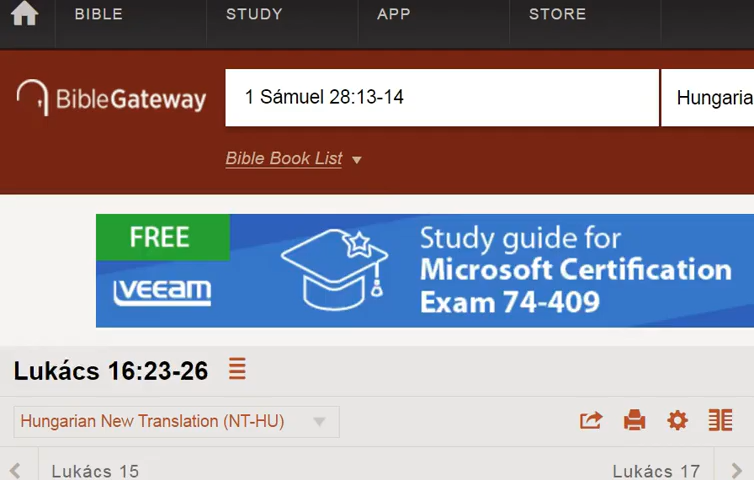 BIBLE STUDY APP STORE
BibleGateway
1 Sámuel 28:13-14
Hungaria
Bible Book List
FREE
veeam
Study guide for
Microsoft Certification
Exam 74-409
Lukács 16:23-26
Hungarian New Translation (NT-HU)
Lukács 15
Lukács 17